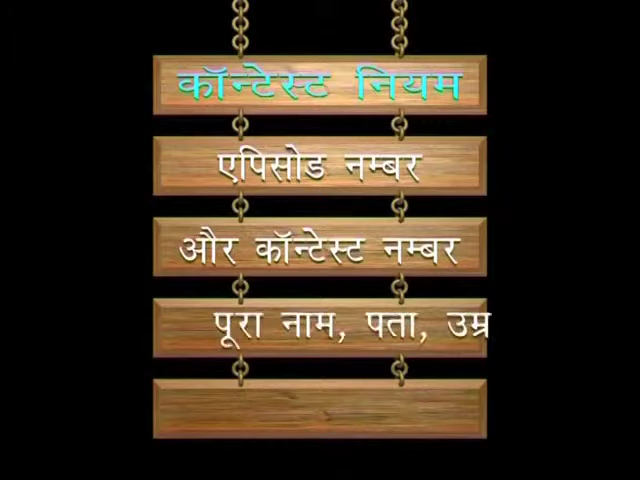 कॉन्टेस्ट नियम
एपिसोड नम्बर
और कॉन्टेस्ट नम्बर
पूरा नाम, पता, उम्र